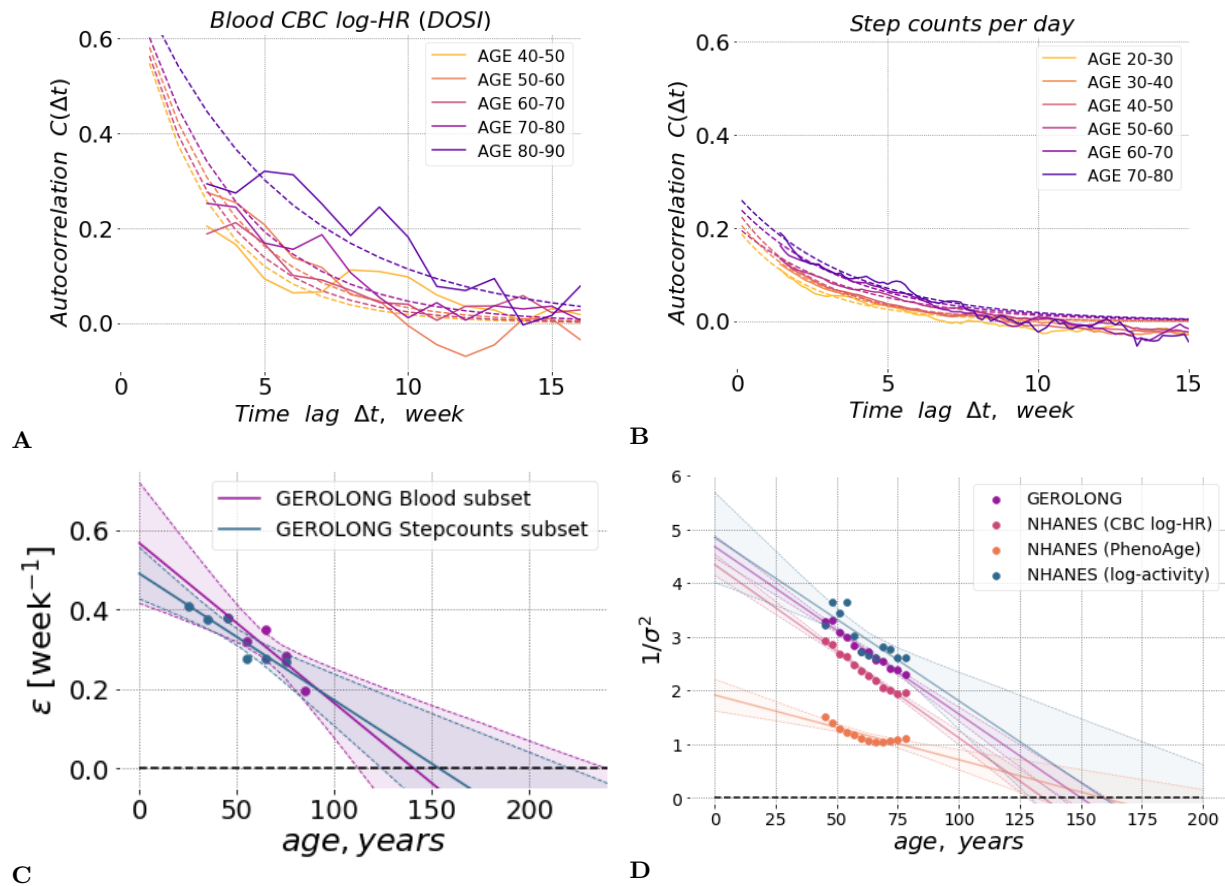 Blood CBC log-HR (DOSI)
Autocorrelation C(Δt)
0.6
0.4
0.2
0.0
AGE 40-50
AGE 50-60
AGE 60-70
AGE 70-80
AGE 80-90
0 5 10 15
Time lag Δt, week
A
Step counts per day
Autocorrelation C(Δt)
0.6
0.4
0.2
0.0
AGE 20-30
AGE 30-40
AGE 40-50
AGE 50-60
AGE 60-70
AGE 70-80
0 5 10 15
Time lag Δt, week
B
ε [week⁻¹]
0.6
0.4
0.2
0.0
GEROLONG Blood subset
GEROLONG Stepcounts subset
0 50 100 150 200
age, years
C
1/σ²
6
5
4
3
2
1
0
GEROLONG
NHANES (CBC log-HR)
NHANES (PhenoAge)
NHANES (log-activity)
0 25 50 75 100 125 150 175 200
age, years
D